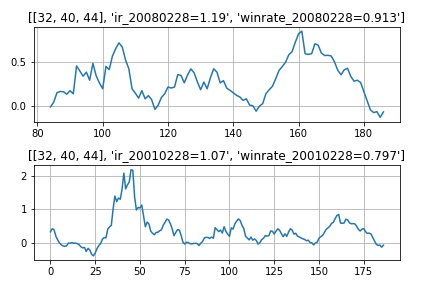 [[32, 40, 44], 'ir_20080228=1.19', 'winrate_20080228=0.913']
0.5
0.0
80 100 120 140 160 180
[[32, 40, 44], 'ir_20010228=1.07', 'winrate_20010228=0.797']
2
1
0
0 25 50 75 100 125 150 175